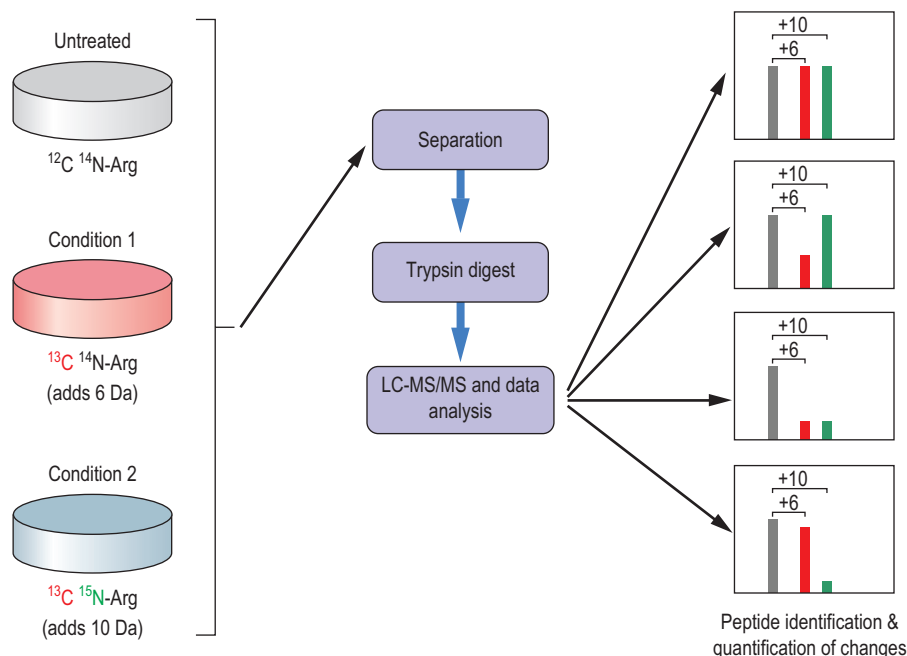 Untreated
¹²C ¹⁴N-Arg
Condition 1
¹³C ¹⁴N-Arg
(adds 6 Da)
Condition 2
¹³C ¹⁵N-Arg
(adds 10 Da)
Separation
Trypsin digest
LC-MS/MS and data
analysis
+10
+6
+10
+6
+10
+6
+10
+6
Peptide identification &
quantification of changes